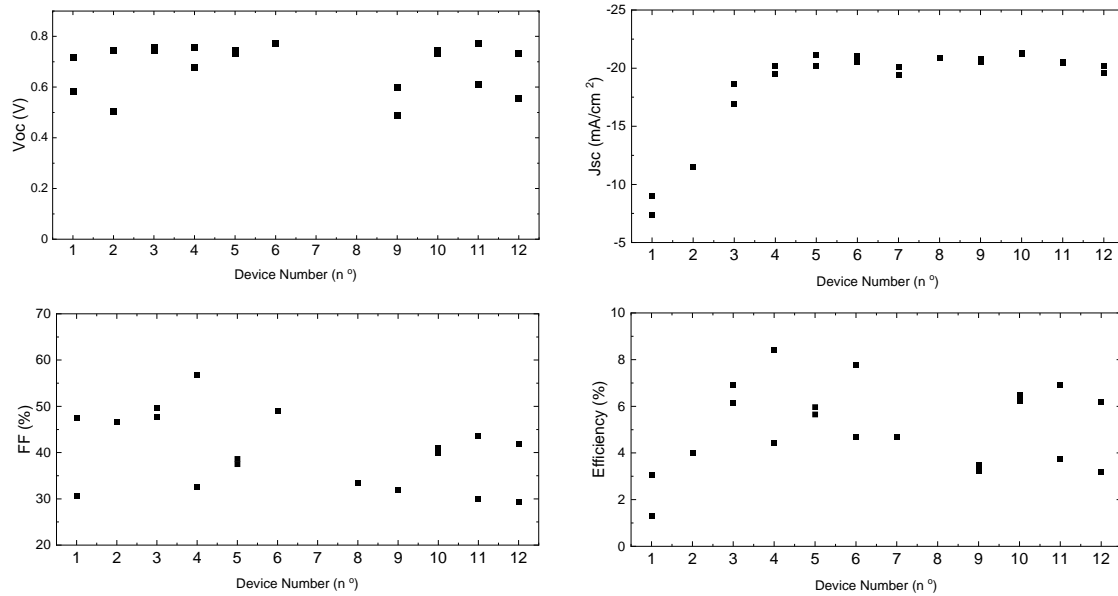 0.8
0.6
0.4
0.2
0
Voc (V)
1 2 3 4 5 6 7 8 9 10 11 12
Device Number (n º)
-25
-20
-15
-10
-5
Jsc (mA/cm ²)
1 2 3 4 5 6 7 8 9 10 11 12
Device Number (n º)
70
60
50
40
30
20
FF (%)
1 2 3 4 5 6 7 8 9 10 11 12
Device Number (n º)
10
8
6
4
2
0
Efficiency (%)
1 2 3 4 5 6 7 8 9 10 11 12
Device Number (n º)